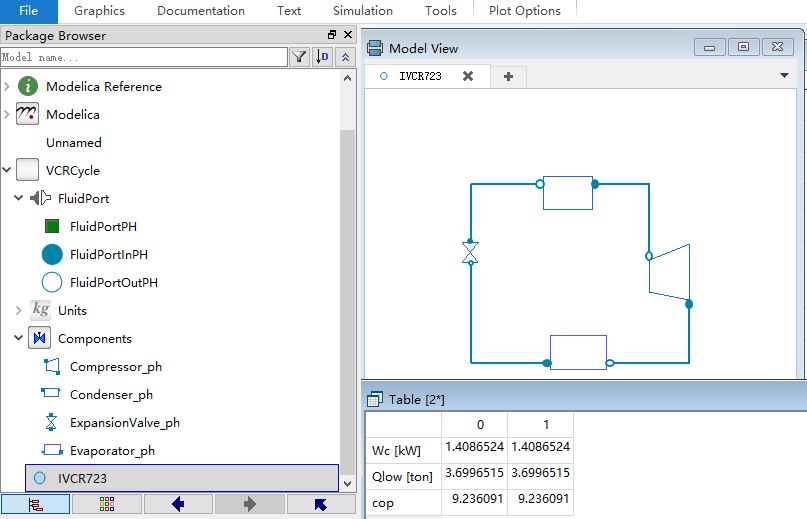 File Graphics Documentation Text Simulation Tools Plot Options
Package Browser
Model name...
Modelica Reference
Modelica
Unnamed
VCRCycle
FluidPort
FluidPortPH
FluidPortInPH
FluidPortOutPH
kg Units
Components
Compressor_ph
Condenser_ph
ExpansionValve_ph
Evaporator_ph
IVCR723
Model View
IVCR723
Table [2*]
0 1
Wc [kW] 1.4086524 1.4086524
Qlow [ton] 3.6996515 3.6996515
cop 9.236091 9.236091